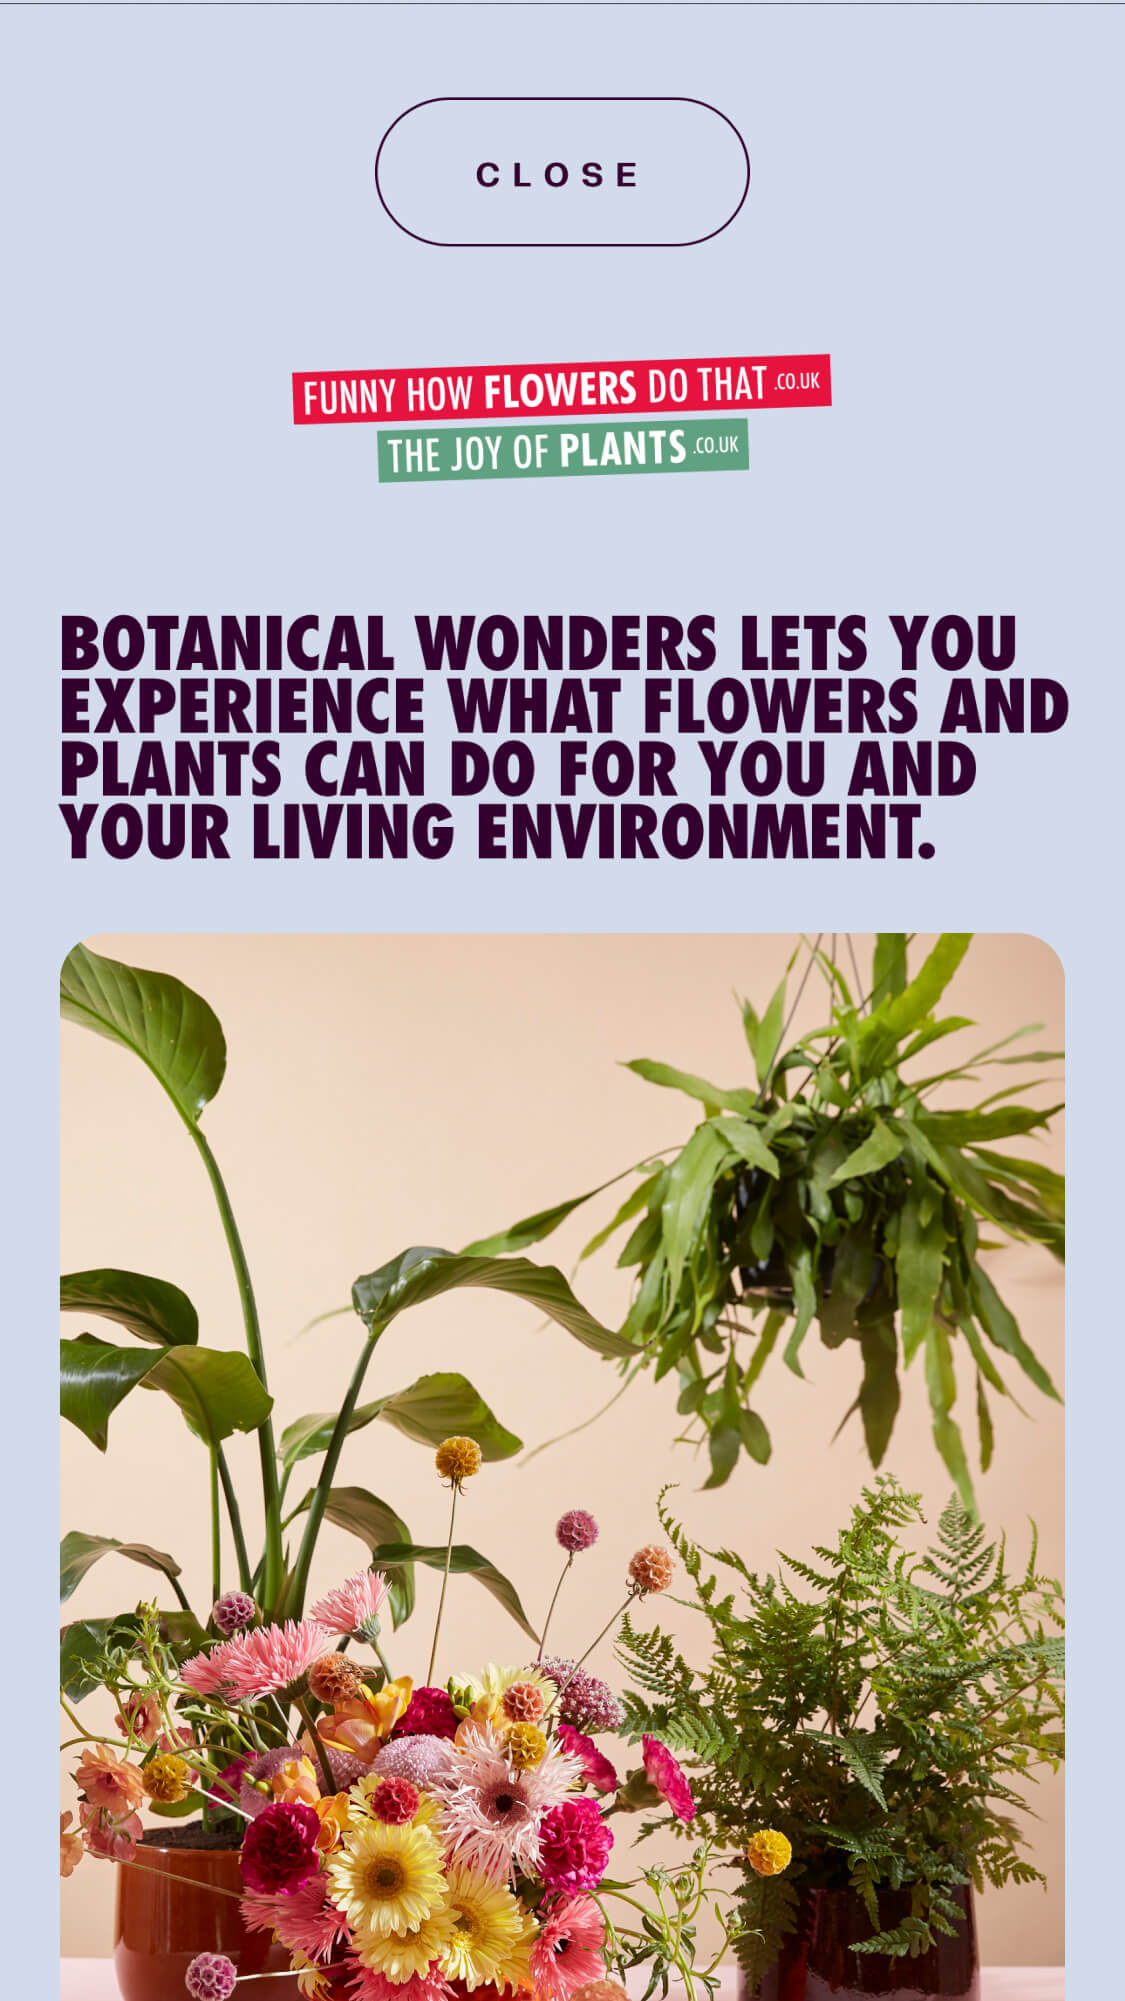 CLOSE
FUNNY HOW FLOWERS DO THAT .CO.UK
THE JOY OF PLANTS .CO.UK
BOTANICAL WONDERS LETS YOU
EXPERIENCE WHAT FLOWERS AND
PLANTS CAN DO FOR YOU AND
YOUR LIVING ENVIRONMENT.